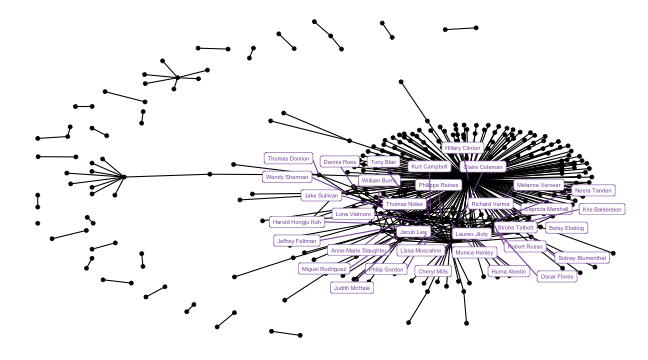 Hillary Clinton
Thomas Donilon
Dennis Ross
Tony Blair
Kurt Campbell
Claire Coleman
Wendy Sherman
William Burns
Philippe Reines
Melanne Verveer
Neera Tanden
Jake Sullivan
Thomas Nides
Richard Verma
Luna Valmoro
Capricia Marshall
Kris Balderston
Harold Hongju Koh
Jacob Lew
Lauren Jiloty
Strobe Talbott
Betsy Ebeling
Jeffrey Feltman
Anne-Marie Slaughter
Lissa Muscatine
Monica Hanley
Robert Russo
Sidney Blumenthal
Miguel Rodriguez
Philip Gordon
Cheryl Mills
Huma Abedin
Oscar Flores
Judith McHale